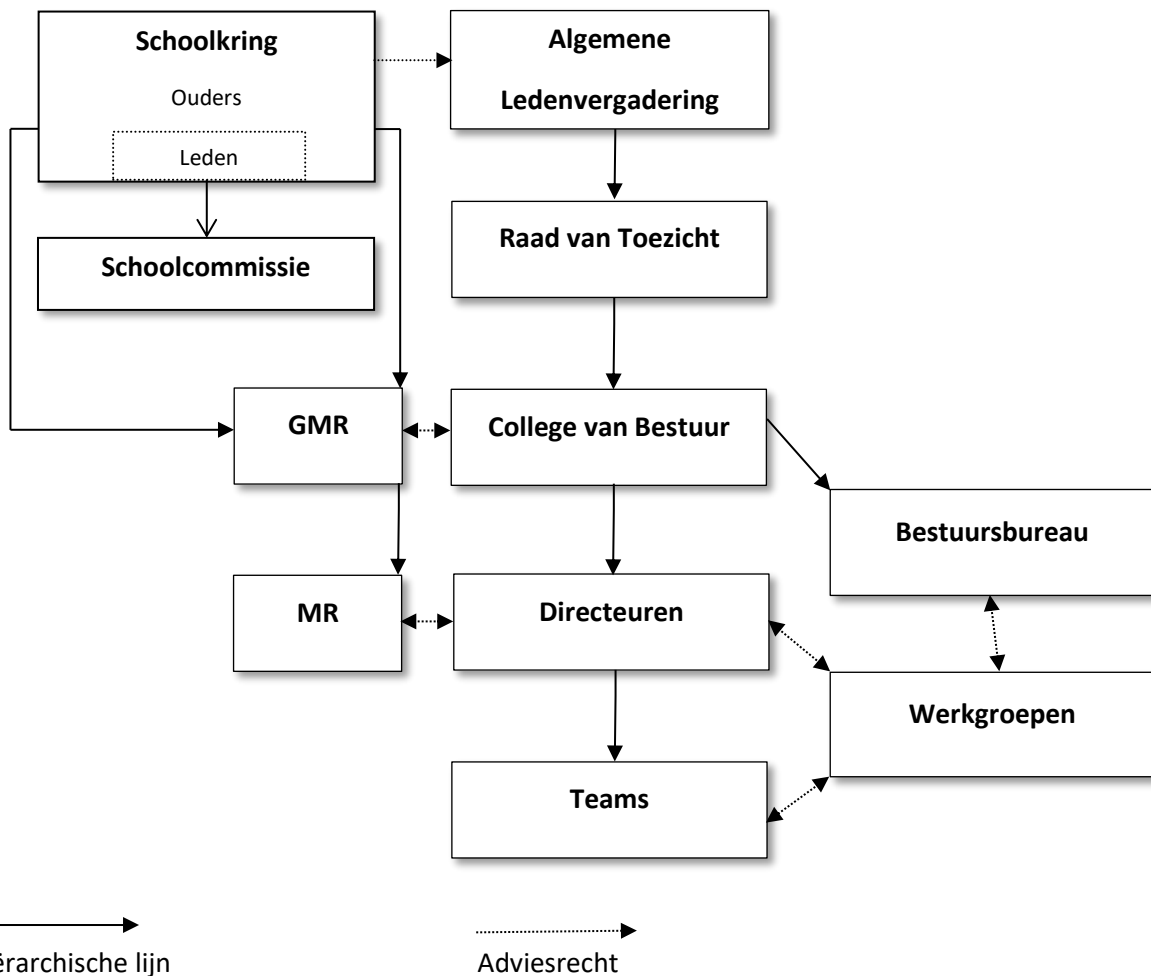 Schoolkring
Ouders
Leden
Algemene
Ledenvergadering
Schoolcommissie
Raad van Toezicht
GMR
College van Bestuur
Bestuursbureau
MR
Directeuren
Werkgroepen
Teams
ërarchische lijn
Adviesrecht